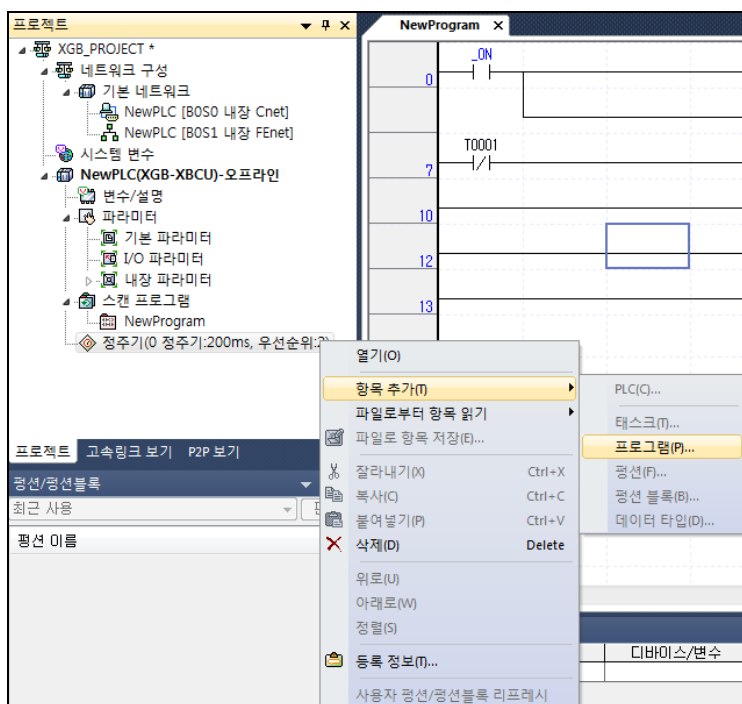 프로젝트
XGB_PROJECT *
네트워크 구성
기본 네트워크
NewPLC [B0S0 내장 Cnet]
NewPLC [B0S1 내장 FEnet]
시스템 변수
NewPLC(XGB-XBCU)-오프라인
변수/설명
파라미터
기본 파라미터
I/O 파라미터
내장 파라미터
스캔 프로그램
NewProgram
정주기(0 정주기:200ms, 우선순위:2)
프로젝트 고속링크 보기 P2P 보기
펑션/펑션블록
최근 사용
펑션 이름
NewProgram
_ON
0
T0001
7
10
12
13
열기(O)
항목 추가(T)
파일로부터 항목 읽기
파일로 항목 저장(E)...
잘라내기(X) Ctrl+X
복사(C) Ctrl+C
붙여넣기(P) Ctrl+V
삭제(D) Delete
위로(U)
아래로(W)
정렬(S)
등록 정보(T)...
사용자 펑션/펑션블록 리프레시
PLC(C)...
태스크(T)...
프로그램(P)...
펑션(F)...
펑션 블록(B)...
데이터 타입(D)...
디바이스/변수